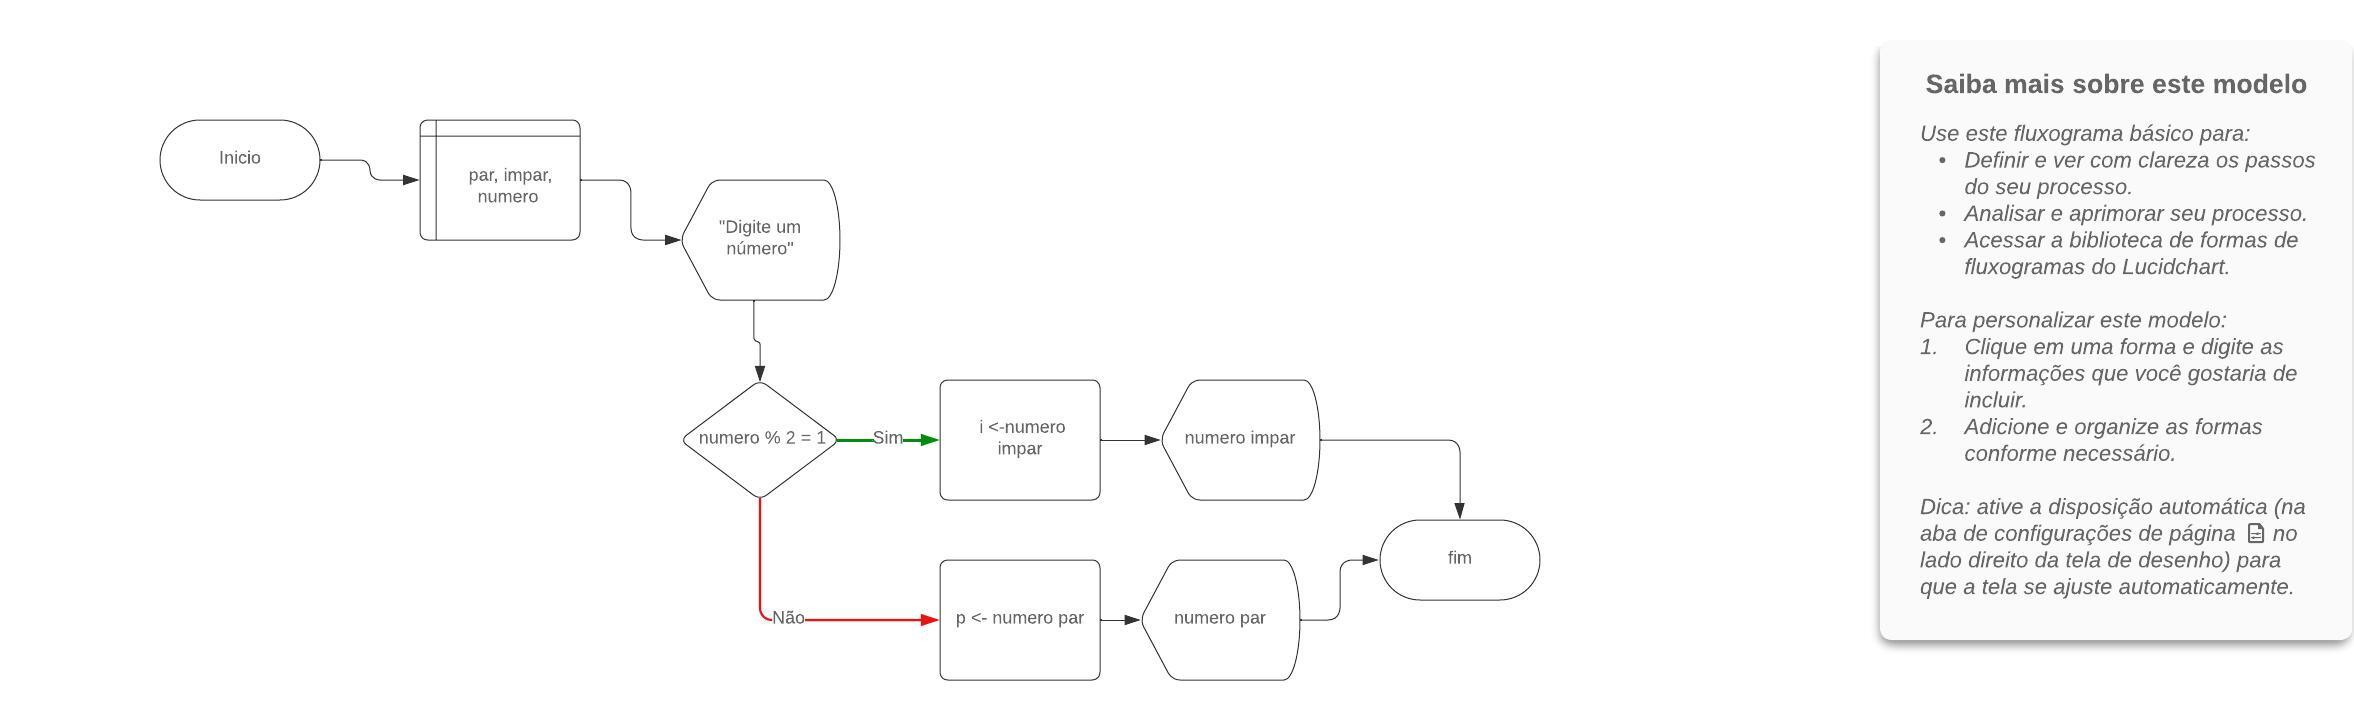 Inicio
par, impar,
numero
"Digite um
número"
numero % 2 = 1
Sim
i <-numero
impar
numero impar
Não
p <- numero par
numero par
fim
Saiba mais sobre este modelo
Use este fluxograma básico para:
• Definir e ver com clareza os passos
do seu processo.
• Analisar e aprimorar seu processo.
• Acessar a biblioteca de formas de
fluxogramas do Lucidchart.
Para personalizar este modelo:
1. Clique em uma forma e digite as
informações que você gostaria de
incluir.
2. Adicione e organize as formas
conforme necessário.
Dica: ative a disposição automática (na
aba de configurações de página no
lado direito da tela de desenho) para
que a tela se ajuste automaticamente.